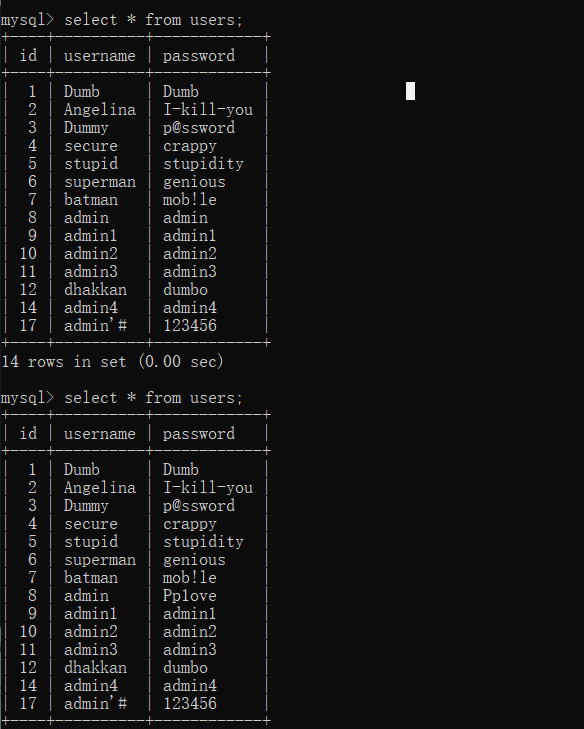 mysql> select * from users;
+----+----------+------------+
| id | username | password   |
+----+----------+------------+
|  1 | Dumb     | Dumb       |
|  2 | Angelina | I-kill-you |
|  3 | Dummy    | p@ssword   |
|  4 | secure   | crappy     |
|  5 | stupid   | stupidity  |
|  6 | superman | genious    |
|  7 | batman   | mob!le     |
|  8 | admin    | admin      |
|  9 | admin1   | admin1     |
| 10 | admin2   | admin2     |
| 11 | admin3   | admin3     |
| 12 | dhakkan  | dumbo      |
| 14 | admin4   | admin4     |
| 17 | admin'#  | 123456     |
+----+----------+------------+
14 rows in set (0.00 sec)
mysql> select * from users;
+----+----------+------------+
| id | username | password   |
+----+----------+------------+
|  1 | Dumb     | Dumb       |
|  2 | Angelina | I-kill-you |
|  3 | Dummy    | p@ssword   |
|  4 | secure   | crappy     |
|  5 | stupid   | stupidity  |
|  6 | superman | genious    |
|  7 | batman   | mob!le     |
|  8 | admin    | Pp1ove     |
|  9 | admin1   | admin1     |
| 10 | admin2   | admin2     |
| 11 | admin3   | admin3     |
| 12 | dhakkan  | dumbo      |
| 14 | admin4   | admin4     |
| 17 | admin'#  | 123456     |
+----+----------+------------+